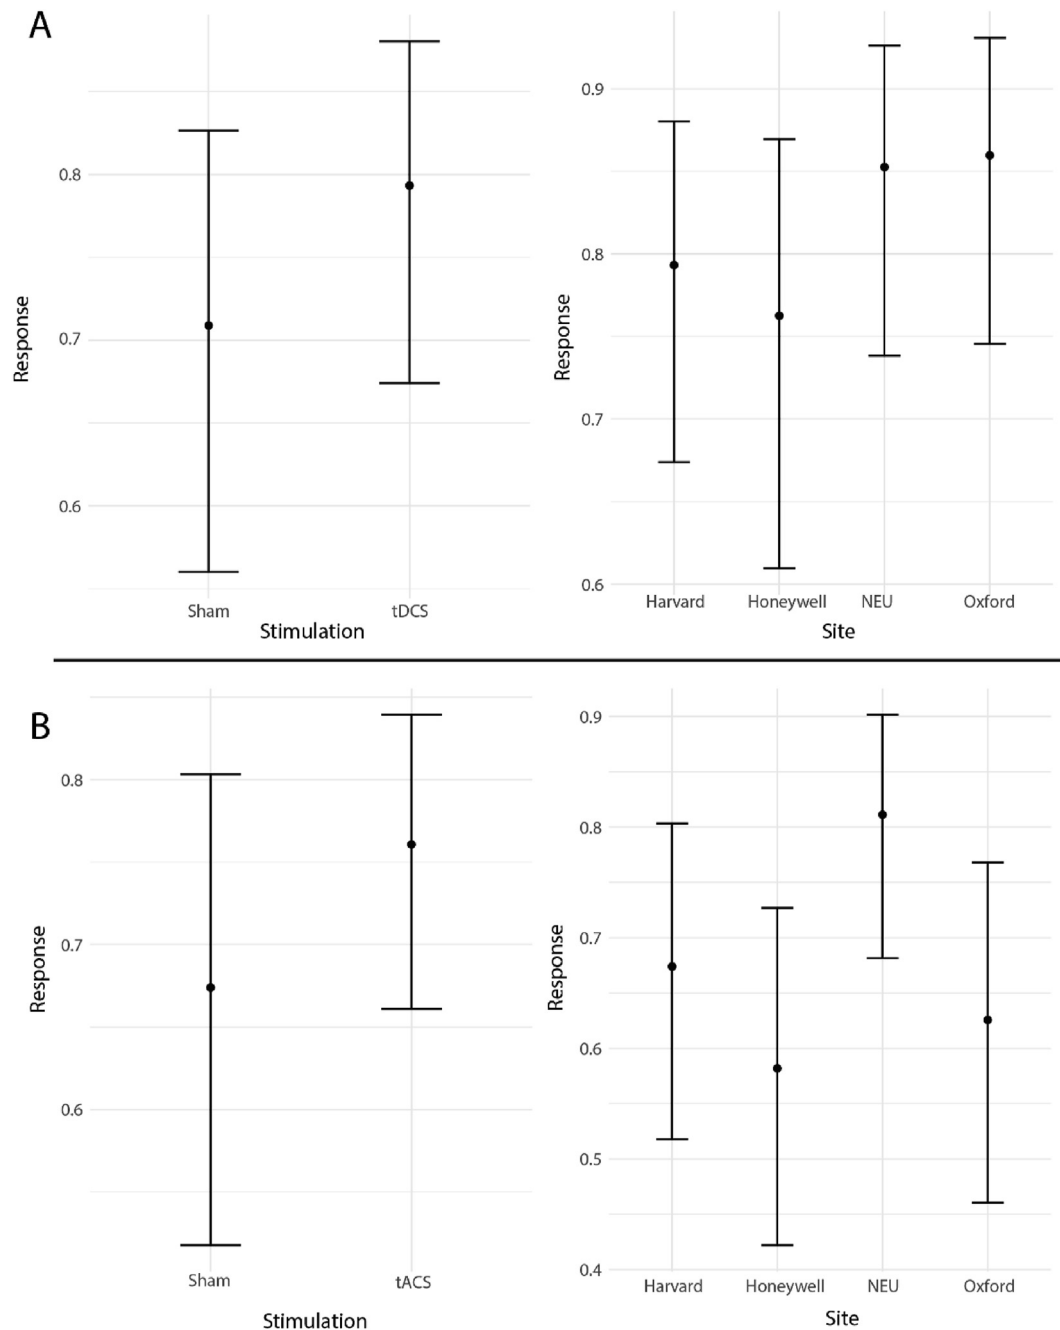 A
Response
0.8
0.7
0.6
Sham tDCS
Stimulation
Response
0.9
0.8
0.7
0.6
Harvard Honeywell NEU Oxford
Site
B
Response
0.8
0.7
0.6
Sham tACS
Stimulation
Response
0.9
0.8
0.7
0.6
0.5
0.4
Harvard Honeywell NEU Oxford
Site